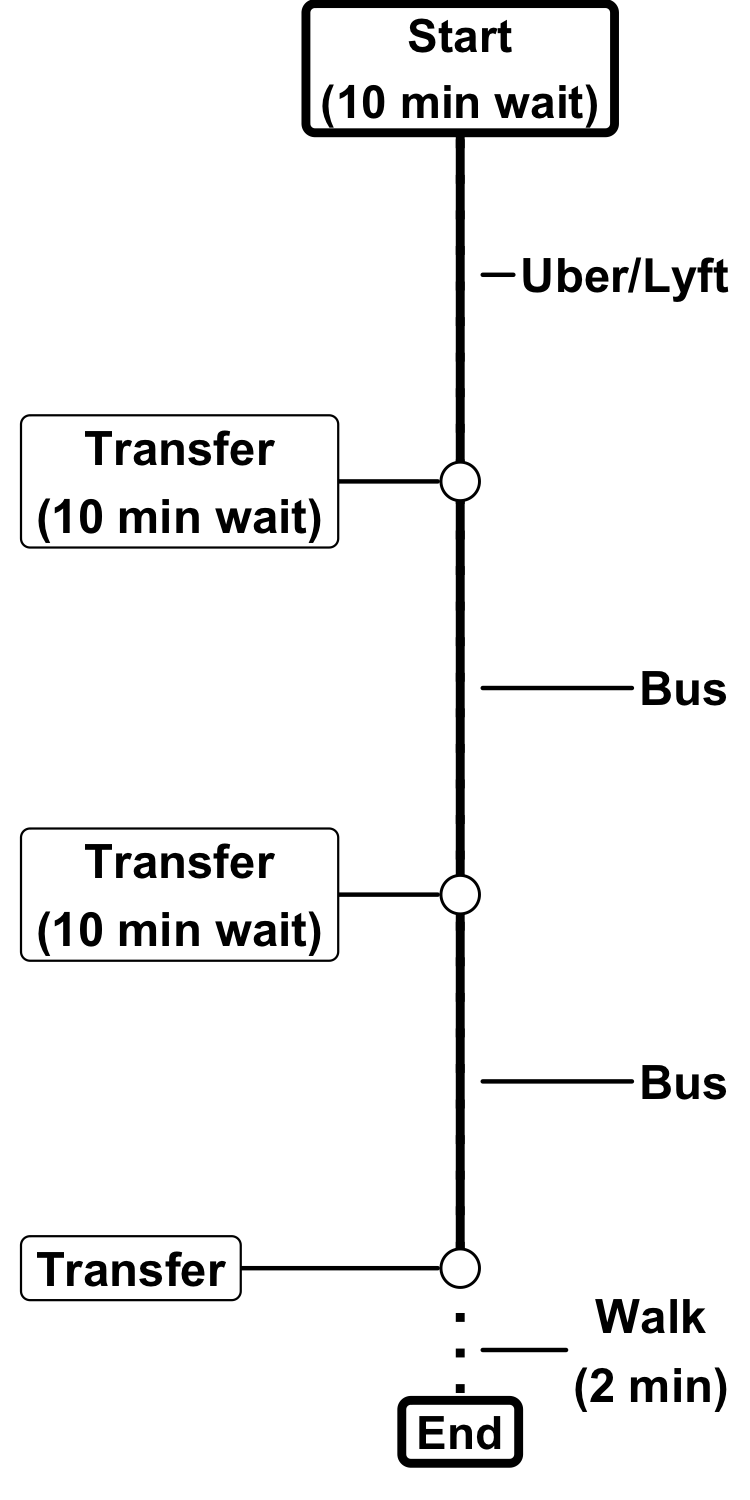 Start
(10 min wait)
Uber/Lyft
Transfer
(10 min wait)
Bus
Transfer
(10 min wait)
Bus
Transfer
Walk
(2 min)
End